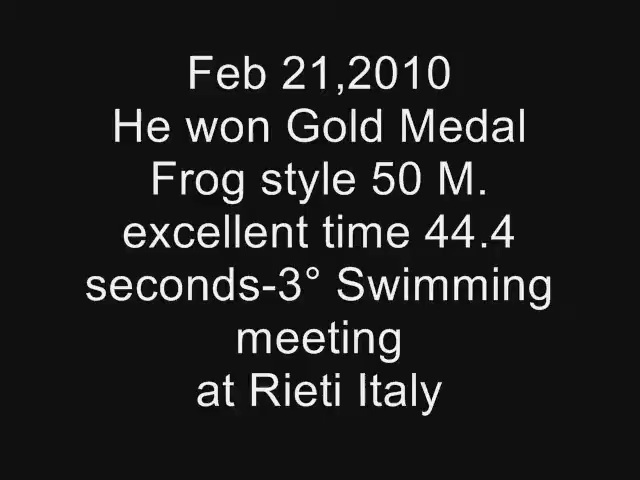 Feb 21,2010
He won Gold Medal
Frog style 50 M.
excellent time 44.4
seconds-3° Swimming
meeting
at Rieti Italy